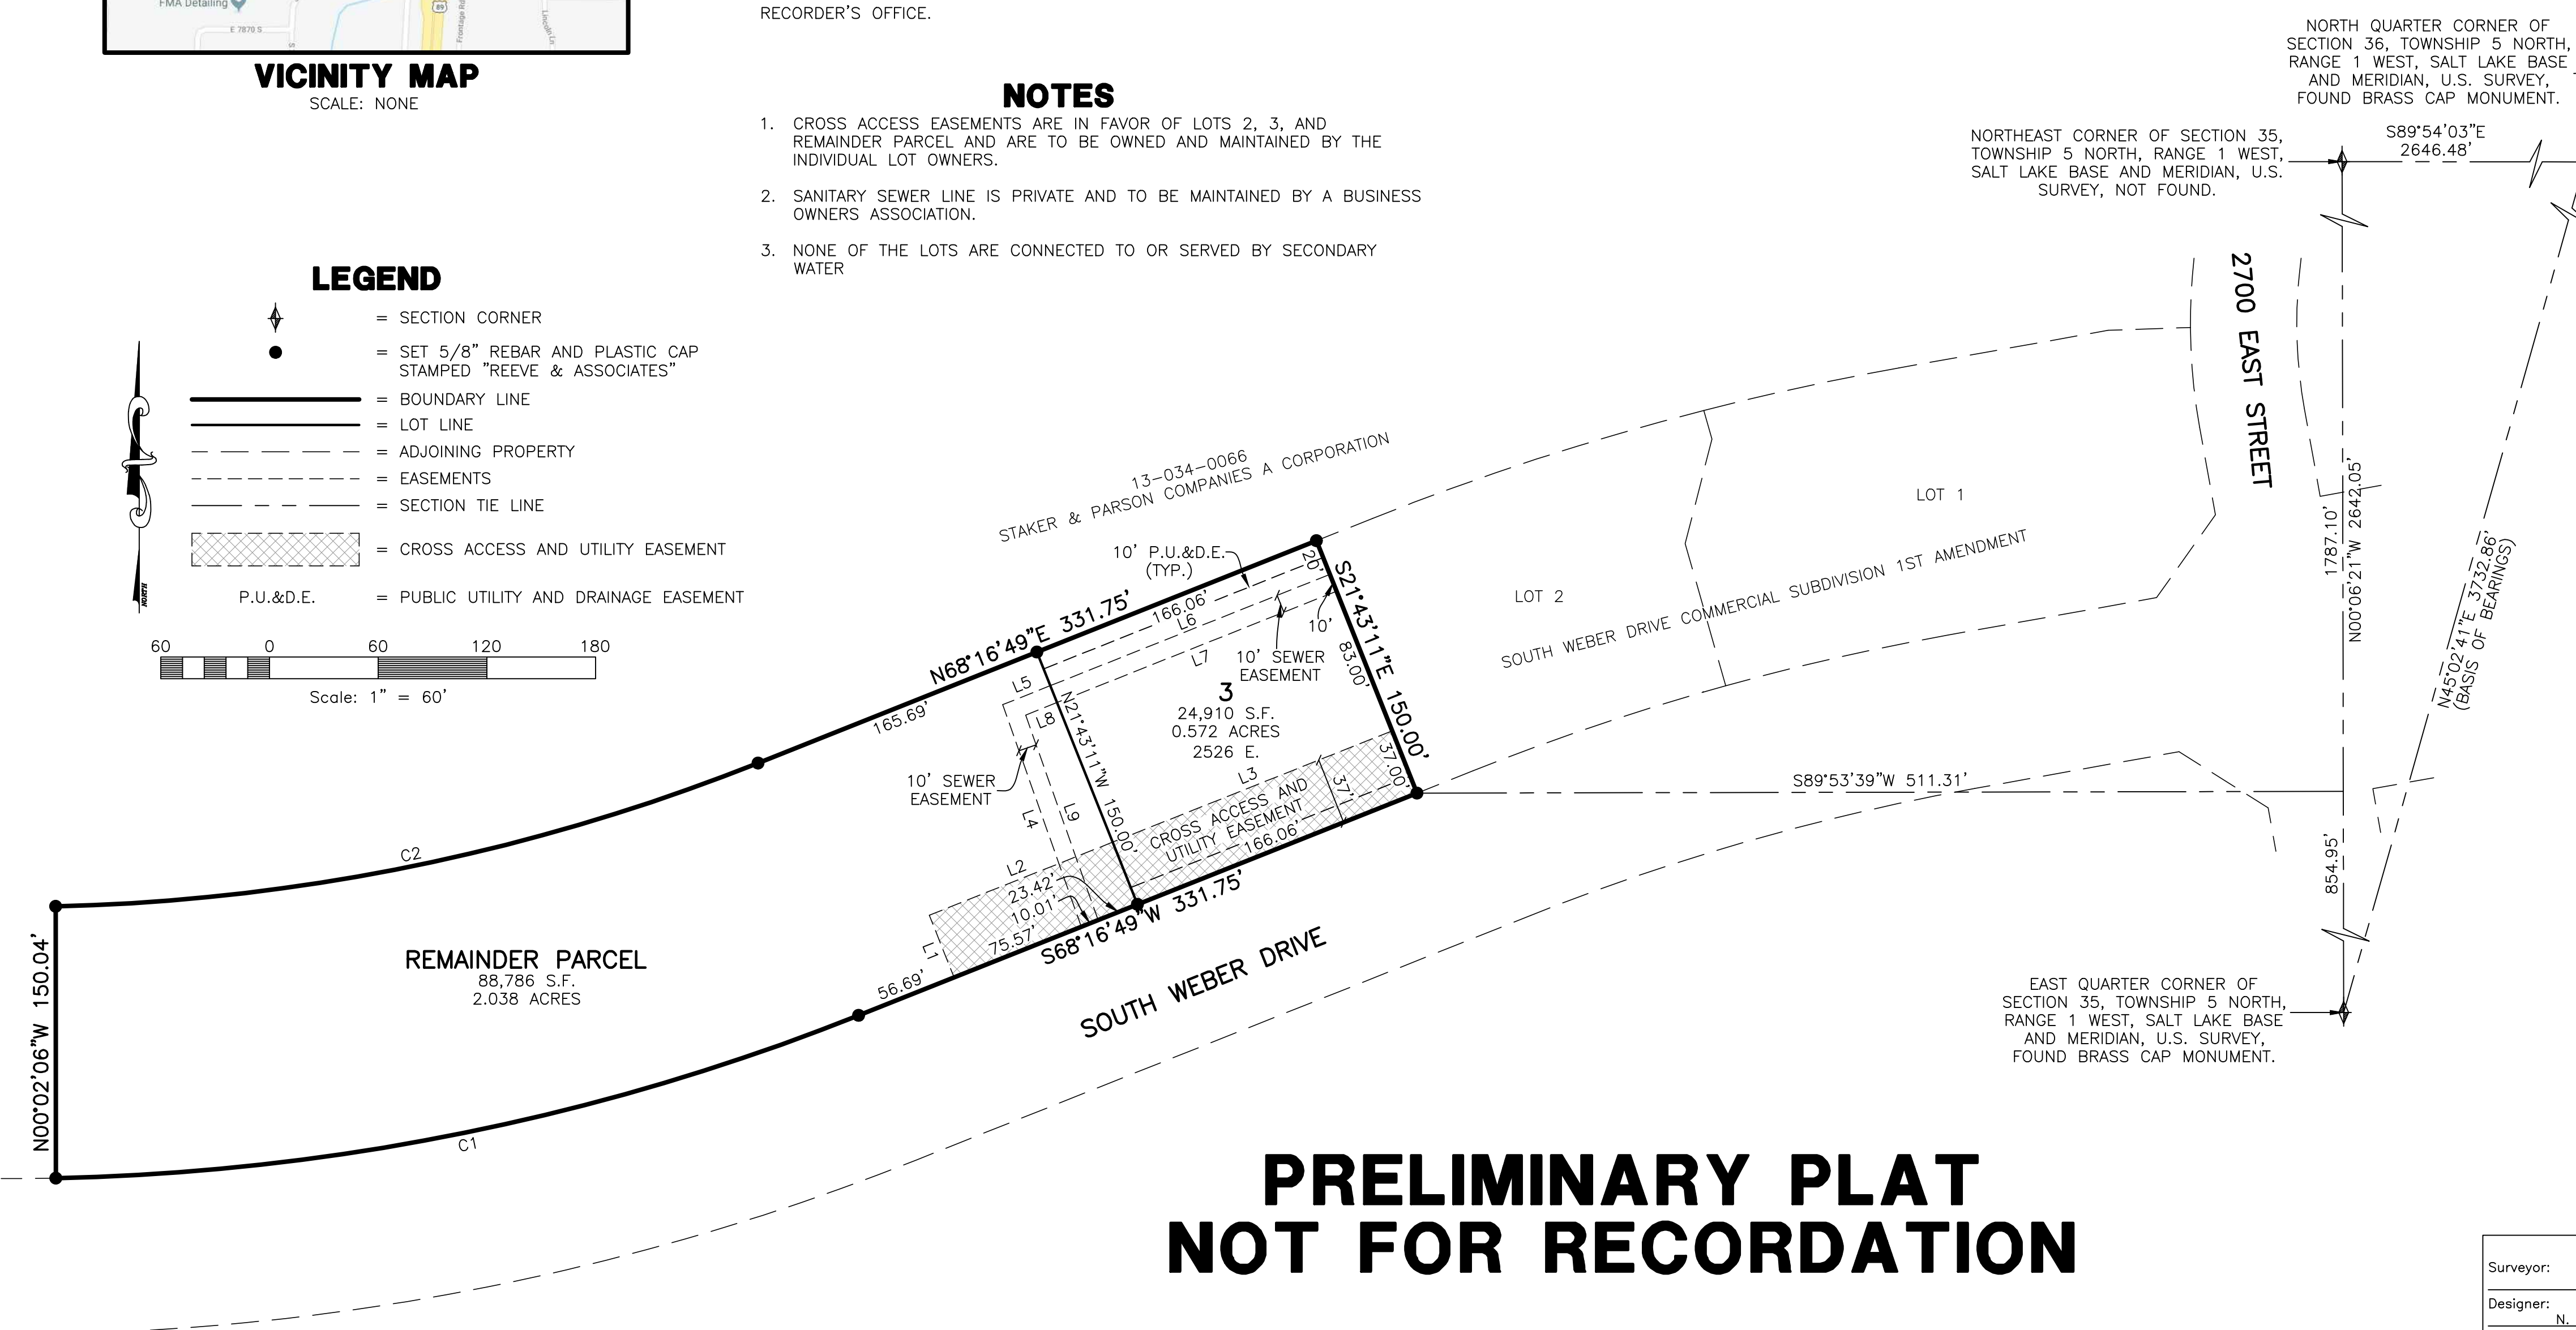 FMA Detailing
E 7870 S
S
89
Frontage Rd
Lincoln Ln
VICINITY MAP
SCALE: NONE
RECORDER'S OFFICE.
NOTES
1. CROSS ACCESS EASEMENTS ARE IN FAVOR OF LOTS 2, 3, AND
REMAINDER PARCEL AND ARE TO BE OWNED AND MAINTAINED BY THE
INDIVIDUAL LOT OWNERS.
2. SANITARY SEWER LINE IS PRIVATE AND TO BE MAINTAINED BY A BUSINESS
OWNERS ASSOCIATION.
3. NONE OF THE LOTS ARE CONNECTED TO OR SERVED BY SECONDARY
WATER
NORTH QUARTER CORNER OF
SECTION 36, TOWNSHIP 5 NORTH,
RANGE 1 WEST, SALT LAKE BASE
AND MERIDIAN, U.S. SURVEY,
FOUND BRASS CAP MONUMENT.
NORTHEAST CORNER OF SECTION 35,
TOWNSHIP 5 NORTH, RANGE 1 WEST,
SALT LAKE BASE AND MERIDIAN, U.S.
SURVEY, NOT FOUND.
S89°54'03"E
2646.48'
LEGEND
= SECTION CORNER
= SET 5/8" REBAR AND PLASTIC CAP
STAMPED "REEVE & ASSOCIATES"
= BOUNDARY LINE
= LOT LINE
= ADJOINING PROPERTY
= EASEMENTS
= SECTION TIE LINE
= CROSS ACCESS AND UTILITY EASEMENT
P.U.&D.E. = PUBLIC UTILITY AND DRAINAGE EASEMENT
NORTH
60 0 60 120 180
Scale: 1" = 60'
2700 EAST STREET
1787.10'
N00°06'21"W 2642.05'
N45°02'41"E 3732.86'
(BASIS OF BEARINGS)
854.95'
13-034-0066
STAKER & PARSON COMPANIES A CORPORATION
LOT 1
LOT 2
SOUTH WEBER DRIVE COMMERCIAL SUBDIVISION 1ST AMENDMENT
10' P.U.&D.E.
(TYP.)
20'
N68°16'49"E 331.75'
166.06'
L6
L7
10'
10' SEWER
EASEMENT
S21°43'11"E 150.00'
83.00'
37.00'
3
24,910 S.F.
0.572 ACRES
2526 E.
165.69'
L5
L8
N21°43'11"W 150.00'
10' SEWER
EASEMENT
L4
L9
L3
37'
CROSS ACCESS AND
UTILITY EASEMENT
166.06'
L2
23.42'
10.01'
75.57'
L1
S68°16'49"W 331.75'
56.69'
S89°53'39"W 511.31'
C2
C1
N00°02'06"W 150.04'
REMAINDER PARCEL
88,786 S.F.
2.038 ACRES
SOUTH WEBER DRIVE
EAST QUARTER CORNER OF
SECTION 35, TOWNSHIP 5 NORTH,
RANGE 1 WEST, SALT LAKE BASE
AND MERIDIAN, U.S. SURVEY,
FOUND BRASS CAP MONUMENT.
PRELIMINARY PLAT
NOT FOR RECORDATION
Surveyor:
Designer:
N.